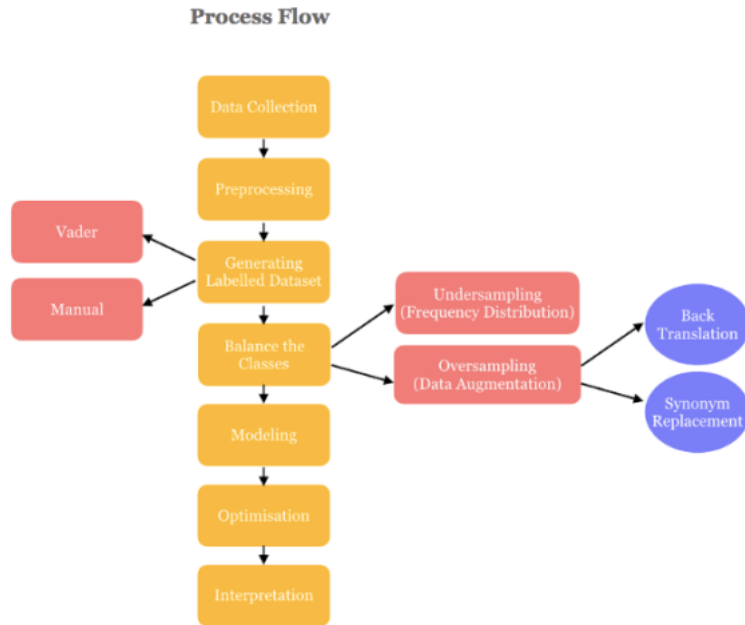 Process Flow
Data Collection
Preprocessing
Vader
Generating
Labelled Dataset
Manual
Undersampling
(Frequency Distribution)
Back
Translation
Balance the
Classes
Oversampling
(Data Augmentation)
Synonym
Replacement
Modeling
Optimisation
Interpretation